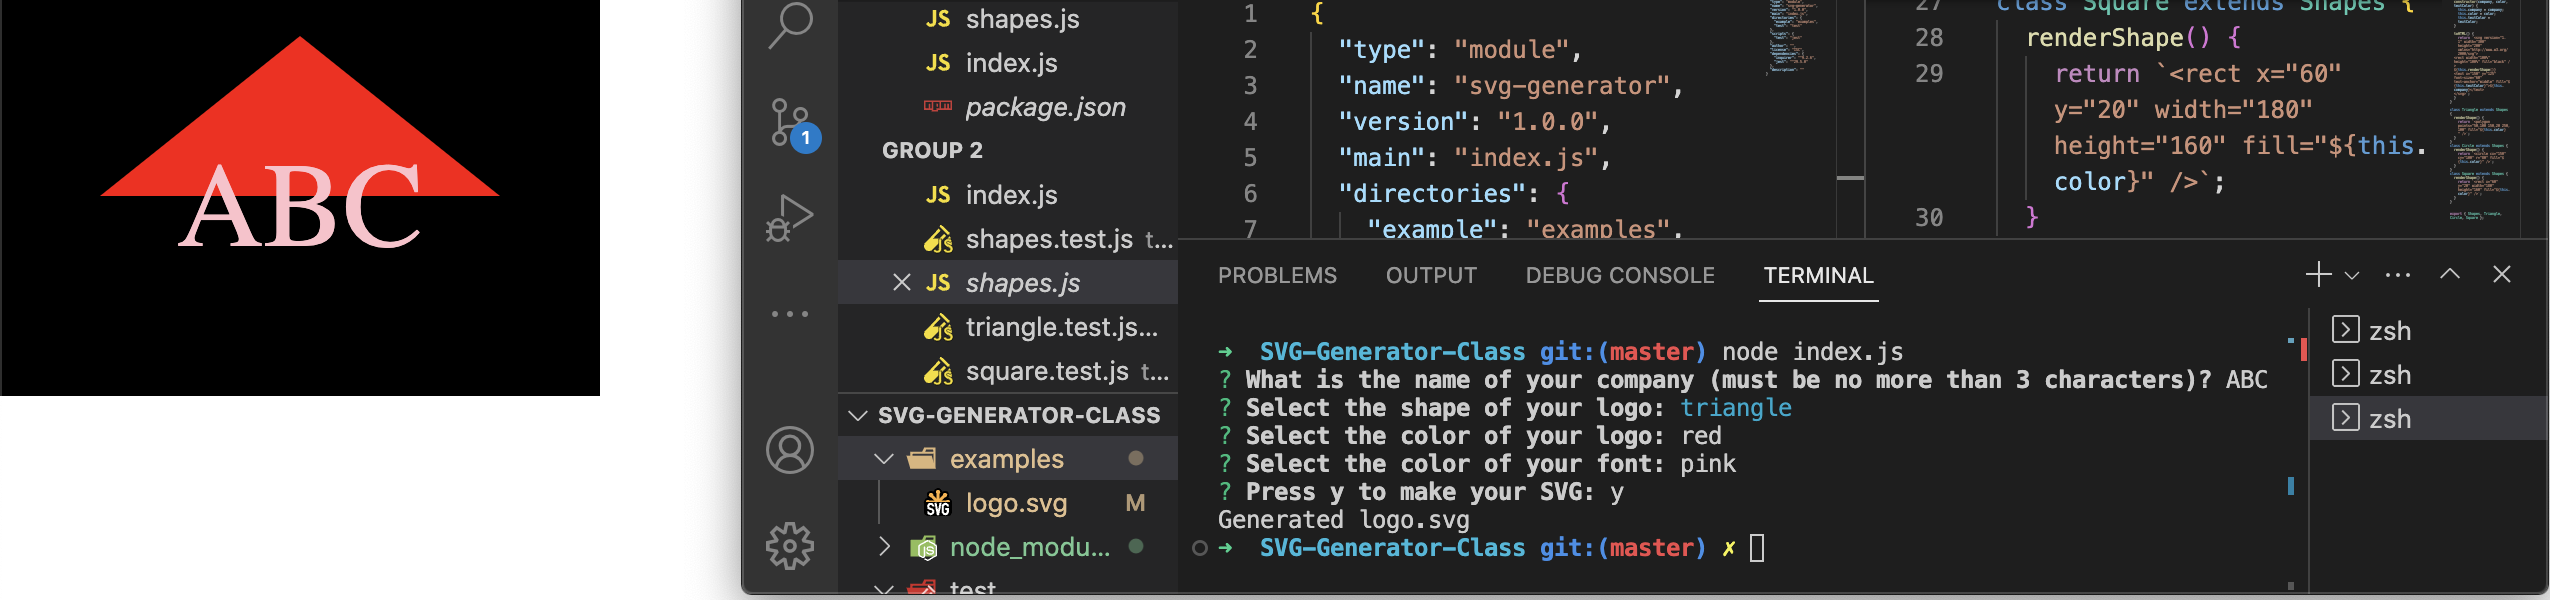 ABC
JS shapes.js
JS index.js
package.json
GROUP 2
JS index.js
shapes.test.js t...
JS shapes.js
triangle.test.js...
square.test.js t...
SVG-GENERATOR-CLASS
examples
logo.svg M
node_modu...
test
1
1 {
2 "type": "module",
3 "name": "svg-generator",
4 "version": "1.0.0",
5 "main": "index.js",
6 "directories": {
7 "example": "examples",
27 class Square extends Shapes {
28 renderShape() {
29 return `<rect x="60"
y="20" width="180"
height="160" fill="${this.
color}" />`;
30 }
PROBLEMS OUTPUT DEBUG CONSOLE TERMINAL
➜ SVG-Generator-Class git:(master) node index.js
? What is the name of your company (must be no more than 3 characters)? ABC
? Select the shape of your logo: triangle
? Select the color of your logo: red
? Select the color of your font: pink
? Press y to make your SVG: y
Generated logo.svg
➜ SVG-Generator-Class git:(master) ✗
zsh
zsh
zsh